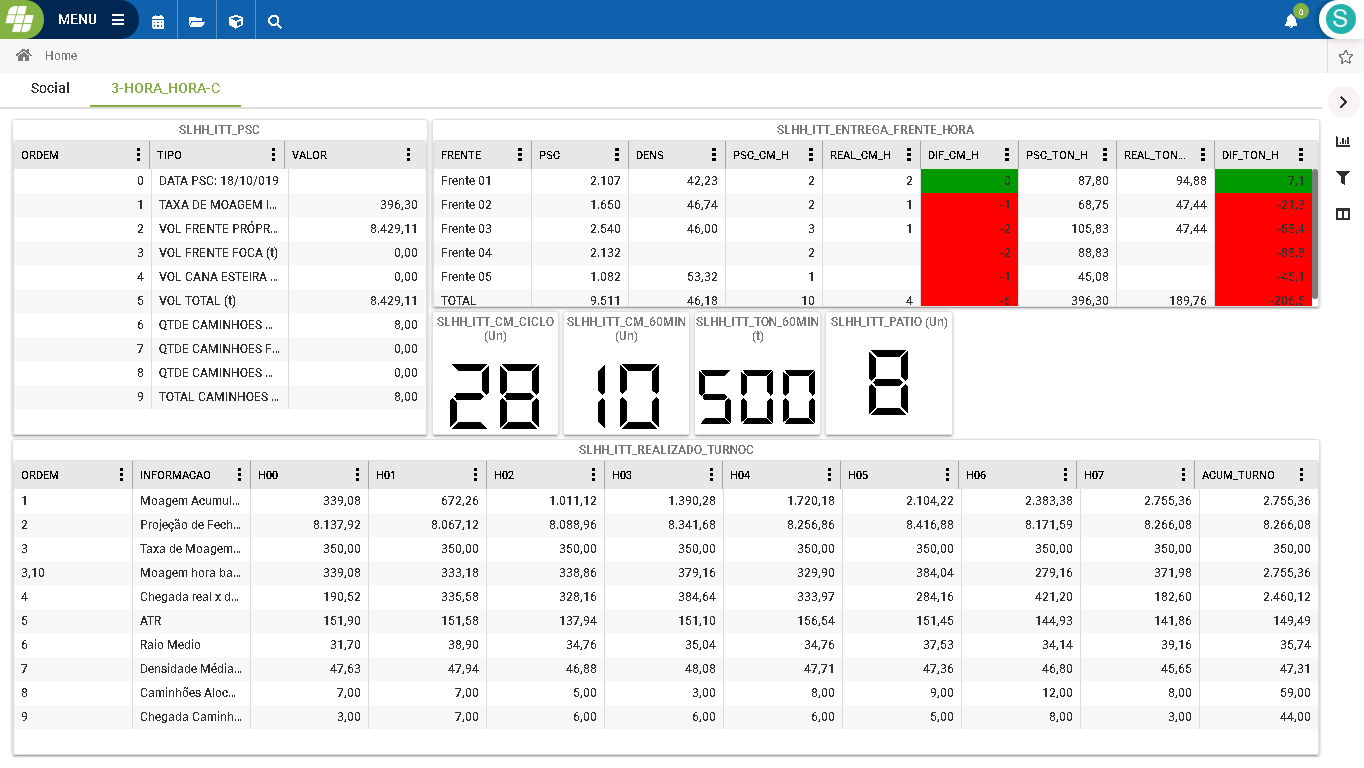 MENU
0
S
Home
Social 3-HORA_HORA-C
SLHH_ITT_PSC
ORDEM TIPO VALOR
0 DATA PSC: 18/10/019
1 TAXA DE MOAGEM I... 396,30
2 VOL FRENTE PRÓPR... 8.429,11
3 VOL FRENTE FOCA (t) 0,00
4 VOL CANA ESTEIRA ... 0,00
5 VOL TOTAL (t) 8.429,11
6 QTDE CAMINHOES ... 8,00
7 QTDE CAMINHOES F... 0,00
8 QTDE CAMINHOES ... 0,00
9 TOTAL CAMINHOES ... 8,00
SLHH_ITT_ENTREGA_FRENTE_HORA
FRENTE PSC DENS PSC_CM_H REAL_CM_H DIF_CM_H PSC_TON_H REAL_TON... DIF_TON_H
Frente 01 2.107 42,23 2 2 0 87,80 94,88 7,1
Frente 02 1.650 46,74 2 1 -1 68,75 47,44 -21,3
Frente 03 2.540 46,00 3 1 -2 105,83 47,44 -58,4
Frente 04 2.132 2 -2 88,83 -88,8
Frente 05 1.082 53,32 1 -1 45,08 -45,1
TOTAL 9.511 46,18 10 4 -6 396,30 189,76 -206,5
SLHH_ITT_CM_CICLO
(Un)
28
SLHH_ITT_CM_60MIN
(Un)
10
SLHH_ITT_TON_60MIN
(t)
500
SLHH_ITT_PATIO (Un)
8
SLHH_ITT_REALIZADO_TURNOC
ORDEM INFORMACAO H00 H01 H02 H03 H04 H05 H06 H07 ACUM_TURNO
1 Moagem Acumul... 339,08 672,26 1.011,12 1.390,28 1.720,18 2.104,22 2.383,38 2.755,36 2.755,36
2 Projeção de Fech... 8.137,92 8.067,12 8.088,96 8.341,68 8.256,86 8.416,88 8.171,59 8.266,08 8.266,08
3 Taxa de Moagem... 350,00 350,00 350,00 350,00 350,00 350,00 350,00 350,00 350,00
3,10 Moagem hora ba... 339,08 333,18 338,86 379,16 329,90 384,04 279,16 371,98 2.755,36
4 Chegada real x d... 190,52 335,58 328,16 384,64 333,97 284,16 421,20 182,60 2.460,12
5 ATR 151,90 151,58 137,94 151,10 156,54 151,45 144,93 141,86 149,49
6 Raio Medio 31,70 38,90 34,76 35,04 34,76 37,53 34,14 39,16 35,74
7 Densidade Média... 47,63 47,94 46,88 48,08 47,71 47,36 46,80 45,65 47,31
8 Caminhões Aloc... 7,00 7,00 5,00 3,00 8,00 9,00 12,00 8,00 59,00
9 Chegada Caminh... 3,00 7,00 6,00 6,00 6,00 5,00 8,00 3,00 44,00